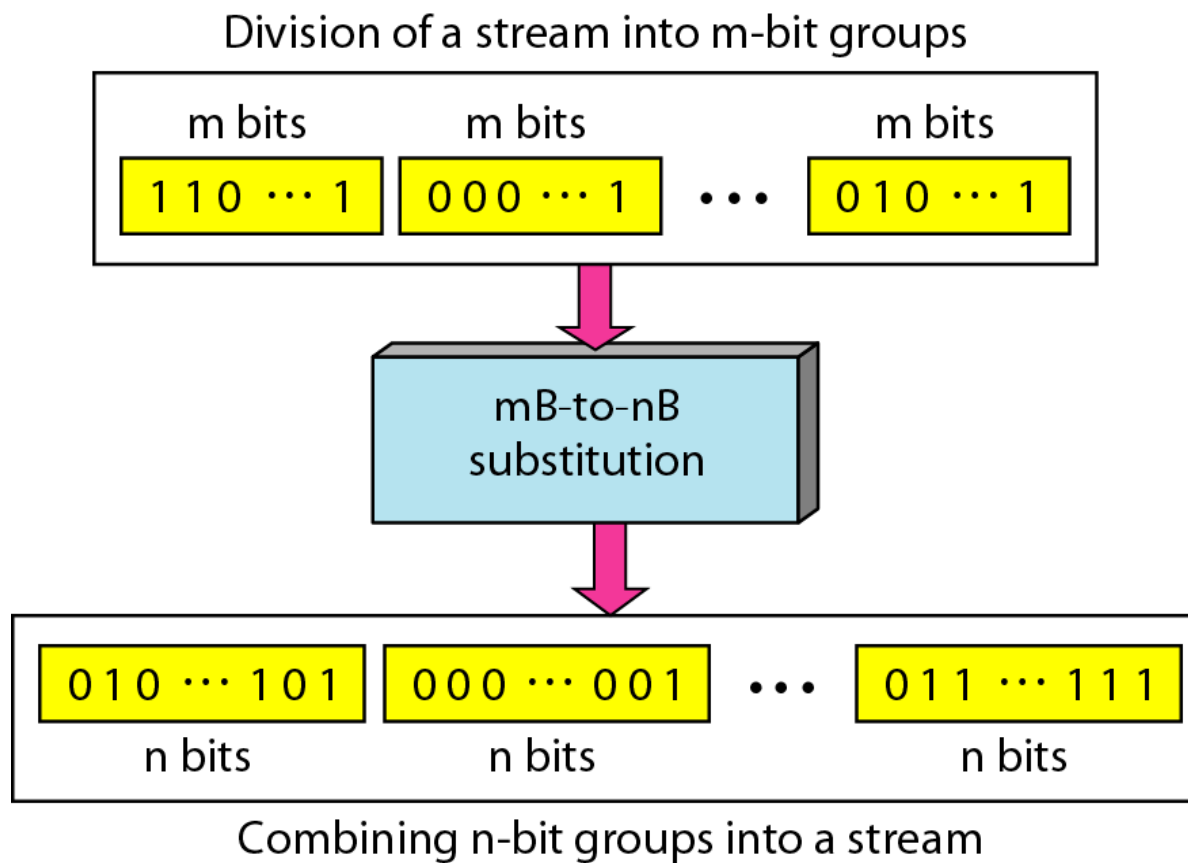 Division of a stream into m-bit groups
m bits m bits m bits
1 1 0 ··· 1 0 0 0 ··· 1 ··· 0 1 0 ··· 1
mB-to-nB
substitution
0 1 0 ··· 1 0 1 0 0 0 ··· 0 0 1 ··· 0 1 1 ··· 1 1 1
n bits n bits n bits
Combining n-bit groups into a stream